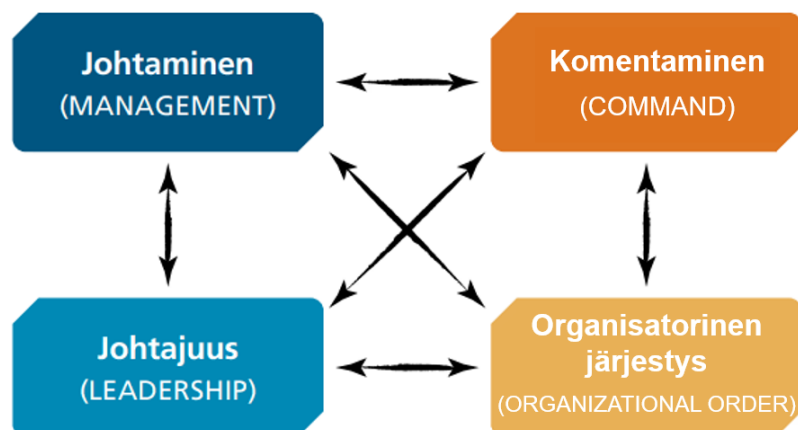 Johtaminen
(MANAGEMENT)
Komentaminen
(COMMAND)
Johtajuus
(LEADERSHIP)
Organisatorinen
järjestys
(ORGANIZATIONAL ORDER)